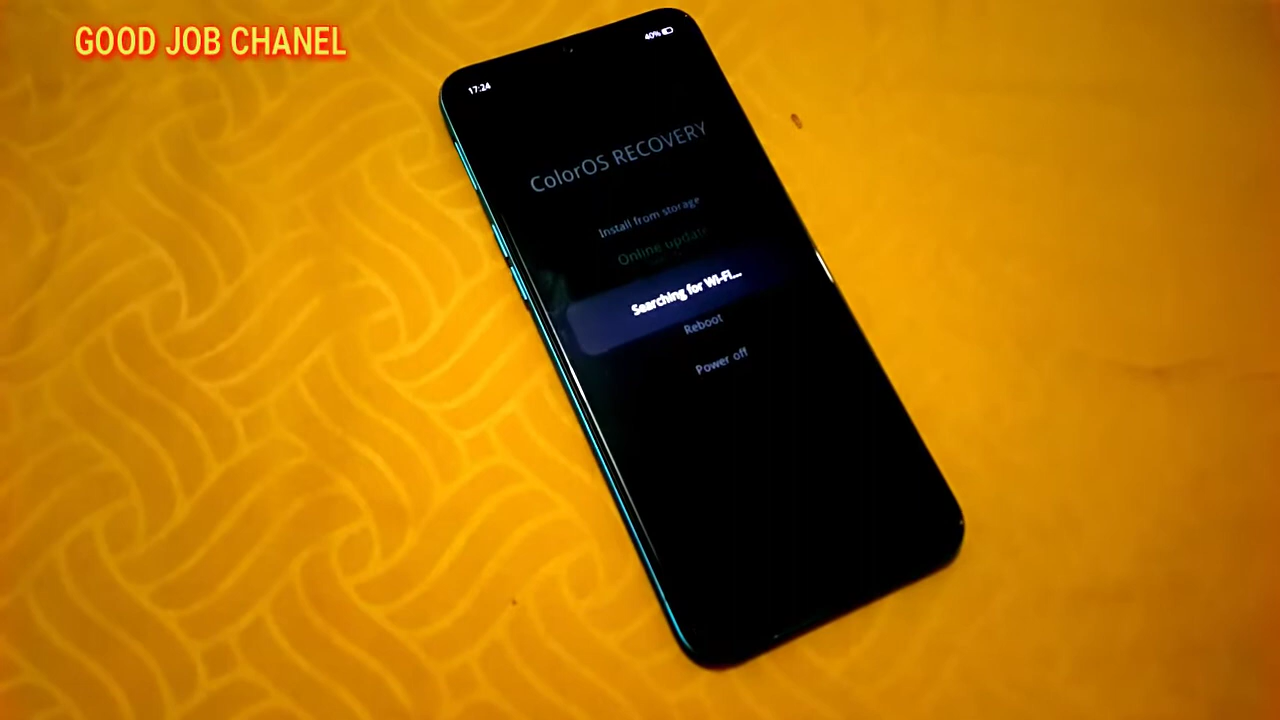 GOOD JOB CHANEL
40%
17:24
ColorOS RECOVERY
Install from storage
Online update
Searching for Wi-Fi...
Reboot
Power off